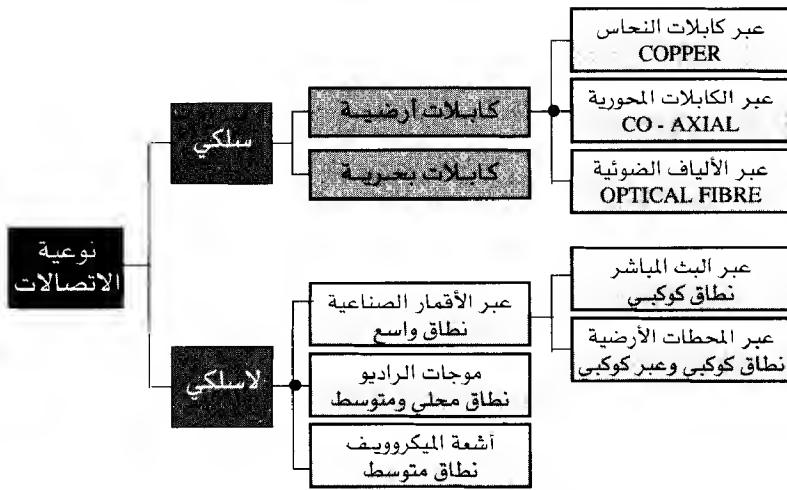 نوعية
الاتصالات
سلكي
كابلات أرضية
عبر كابلات النحاس
COPPER
عبر الكابلات المحورية
CO - AXIAL
عبر الألياف الضوئية
OPTICAL FIBRE
كابلات بحرية
لاسلكي
عبر الأقمار الصناعية
نطاق واسع
عبر البث المباشر
نطاق كوكبي
عبر المحطات الأرضية
نطاق كوكبي وعبر كوكبي
موجات الراديو
نطاق محلي ومتوسط
أشعة الميكروويف
نطاق متوسط